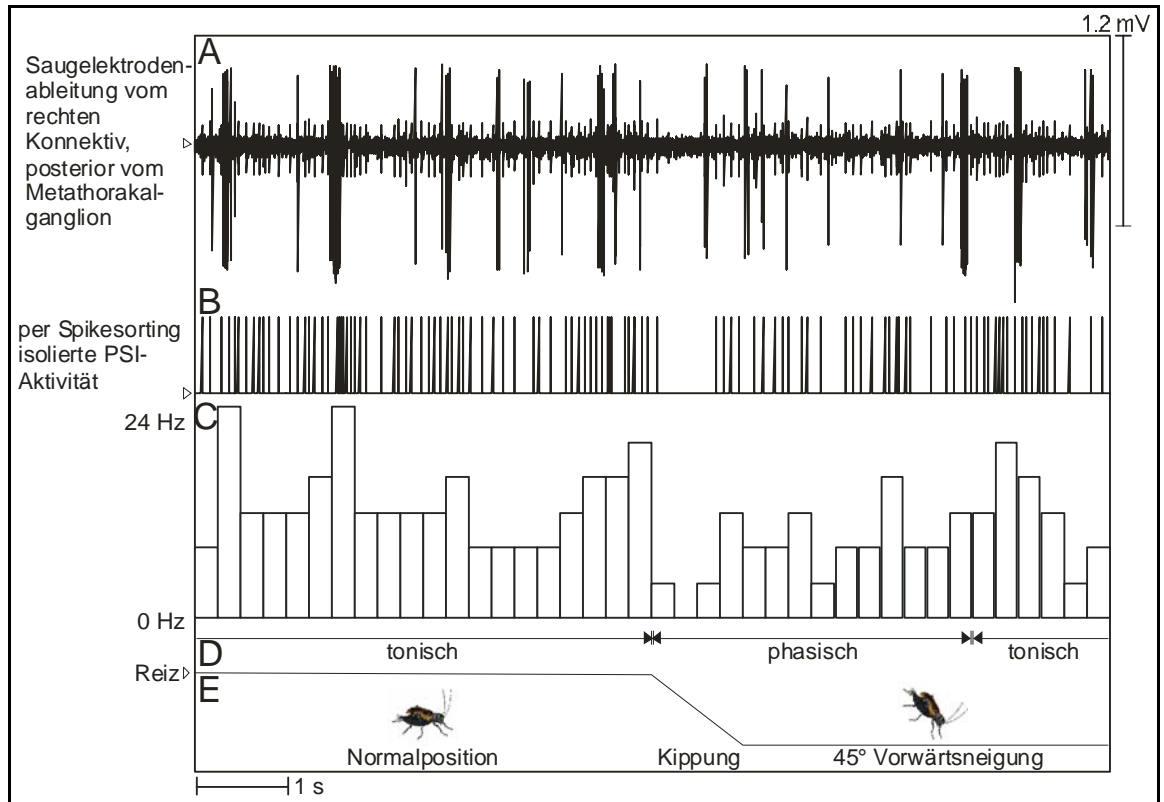 1.2 mV
A
Saugelektroden-
ableitung vom
rechten
Konnektiv,
posterior vom
Metathorakal-
ganglion
B
per Spikesorting
isolierte PSI-
Aktivität
C
24 Hz
0 Hz
tonisch
phasisch
tonisch
D
Reiz
E
Normalposition
Kippung
45° Vorwärtsneigung
1 s